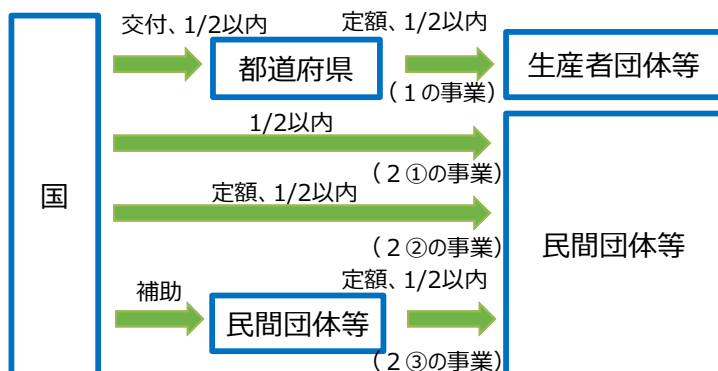 交付、1/2以内
定額、1/2以内
都道府県
生産者団体等
（１の事業）
1/2以内
（２①の事業）
国
定額、1/2以内
民間団体等
（２②の事業）
補助
定額、1/2以内
民間団体等
（２③の事業）